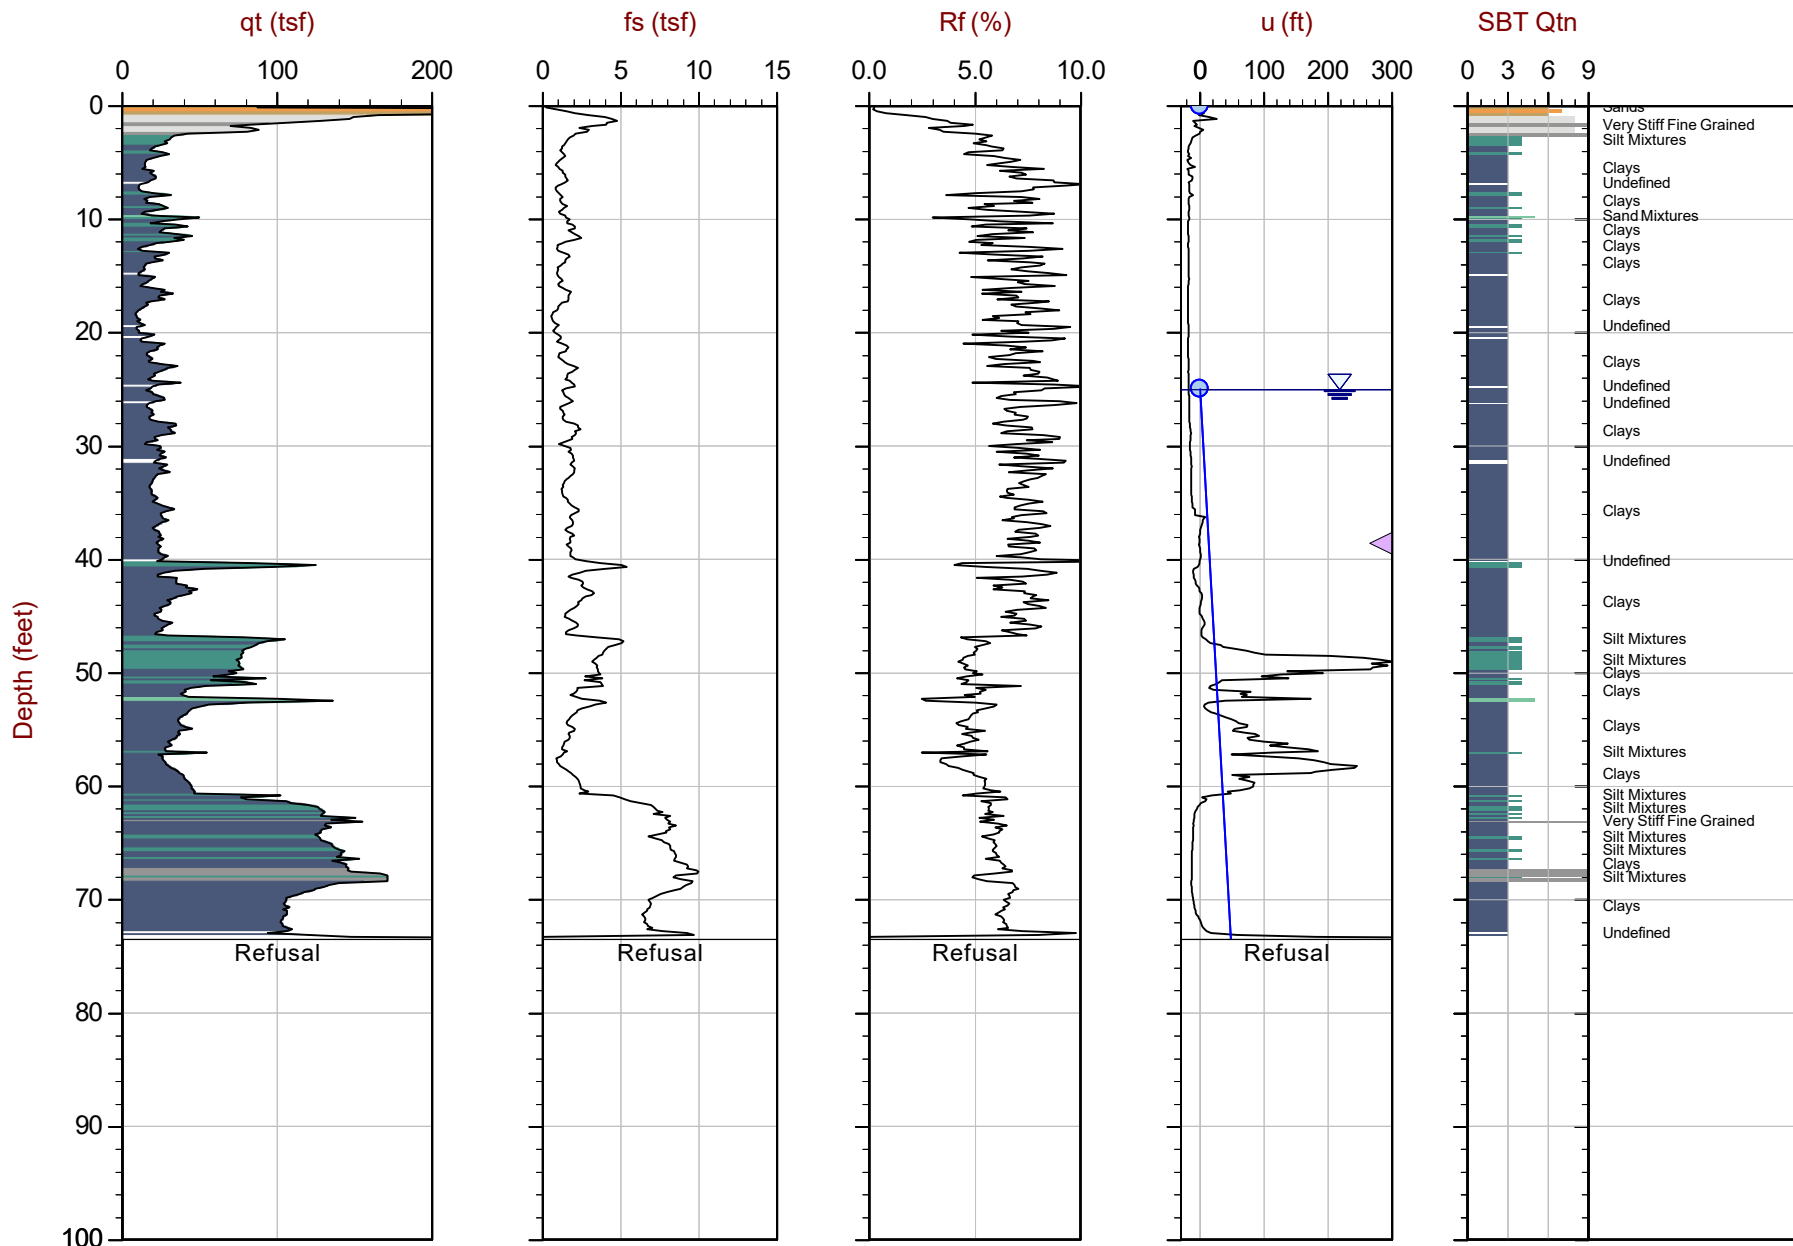 qt (tsf) fs (tsf) Rf (%) u (ft) SBT Qtn
0 100 200 0 5 10 15 0.0 5.0 10.0 0 100 200 300 0 3 6 9
Depth (feet)
0
10
20
30
40
50
60
70
80
90
100
Sands
Very Stiff Fine Grained
Silt Mixtures
Clays
Undefined
Clays
Sand Mixtures
Clays
Clays
Clays
Clays
Undefined
Clays
Undefined
Undefined
Clays
Undefined
Clays
Undefined
Clays
Silt Mixtures
Silt Mixtures
Clays
Clays
Clays
Silt Mixtures
Clays
Silt Mixtures
Silt Mixtures
Very Stiff Fine Grained
Silt Mixtures
Silt Mixtures
Clays
Silt Mixtures
Clays
Undefined
Refusal Refusal Refusal Refusal